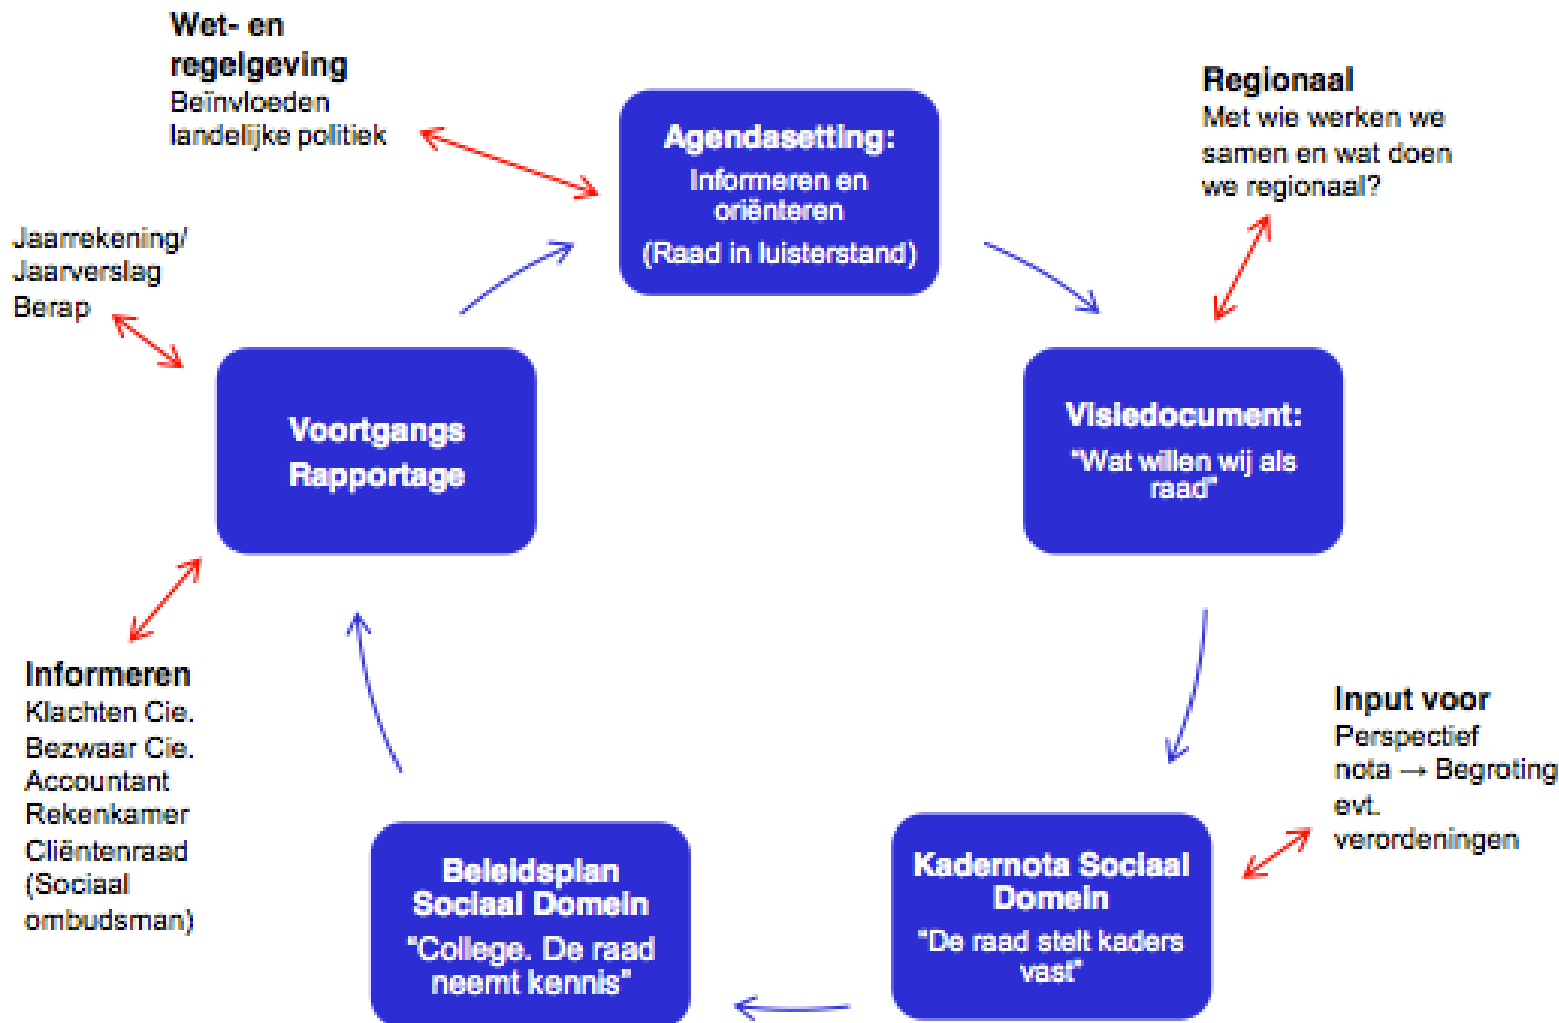 Wet- en
regelgeving
Beïnvloeden
landelijke politiek
Agendasetting:
Informeren en
oriënteren
(Raad in luisterstand)
Regionaal
Met wie werken we
samen en wat doen
we regionaal?
Jaarrekening/
Jaarverslag
Berap
Voortgangs
Rapportage
Visiedocument:
"Wat willen wij als
raad"
Informeren
Klachten Cie.
Bezwaar Cie.
Accountant
Rekenkamer
Cliëntenraad
(Sociaal
ombudsman)
Input voor
Perspectief
nota → Begroting
evt.
verordeningen
Beleidsplan
Sociaal Domein
"College. De raad
neemt kennis"
Kadernota Sociaal
Domein
"De raad stelt kaders
vast"